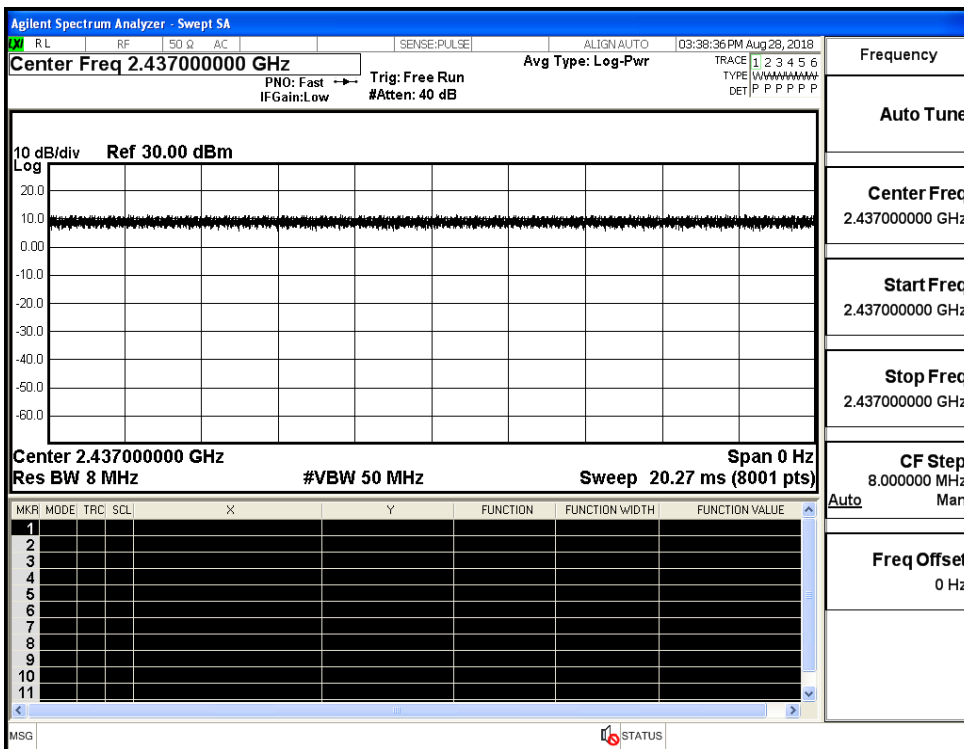 Agilent Spectrum Analyzer - Swept SA
LXI RL RF 50 Ω AC SENSE:PULSE ALIGN AUTO 03:38:36 PM Aug 28, 2018
Center Freq 2.437000000 GHz
Avg Type: Log-Pwr
TRACE 1 2 3 4 5 6
TYPE WWWWWW
DET P P P P P P
PNO: Fast
IFGain:Low
Trig: Free Run
#Atten: 40 dB
10 dB/div Ref 30.00 dBm
Log
20.0
10.0
0.00
-10.0
-20.0
-30.0
-40.0
-50.0
-60.0
Center 2.437000000 GHz Span 0 Hz
Res BW 8 MHz #VBW 50 MHz Sweep 20.27 ms (8001 pts)
MKR MODE TRC SCL X Y FUNCTION FUNCTION WIDTH FUNCTION VALUE
1
2
3
4
5
6
7
8
9
10
11
MSG STATUS
Frequency
Auto Tune
Center Freq
2.437000000 GHz
Start Freq
2.437000000 GHz
Stop Freq
2.437000000 GHz
CF Step
8.000000 MHz
Auto Man
Freq Offset
0 Hz